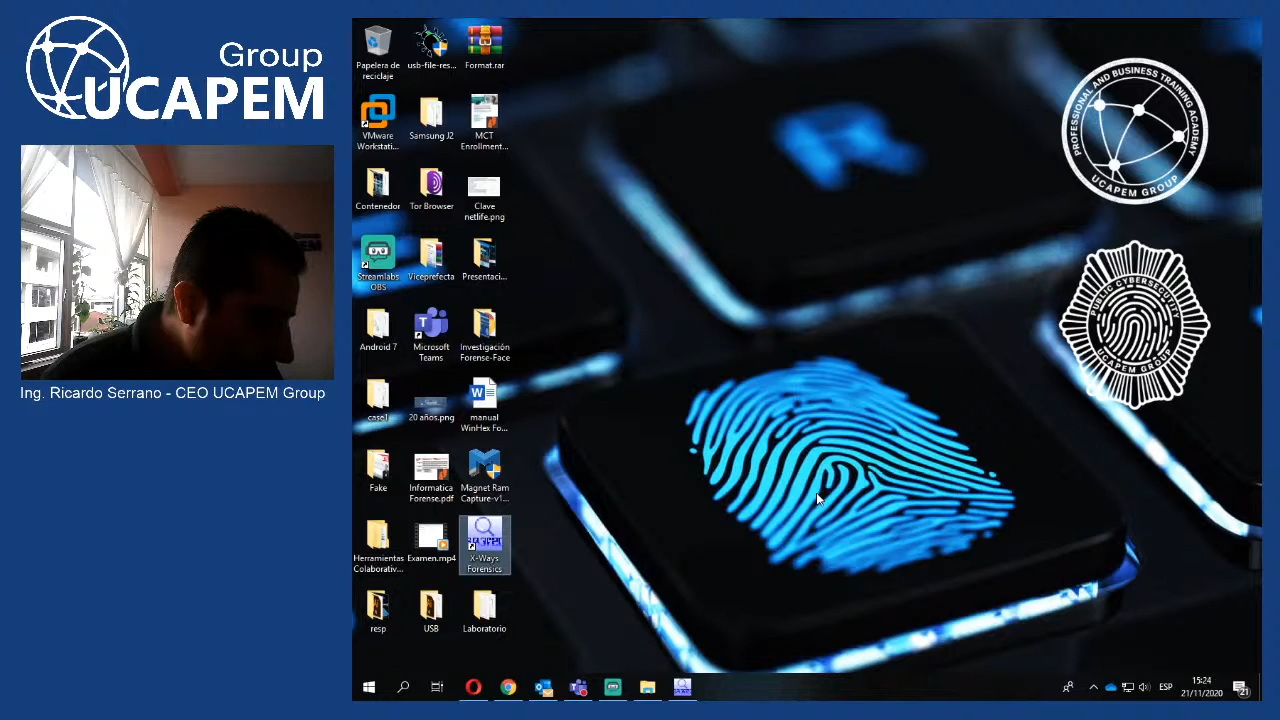 Group
UCAPEM
Ing. Ricardo Serrano - CEO UCAPEM Group
Papelera de
reciclaje
usb-file-res...
Format.rar
VMware
Workstati...
Samsung J2
MCT
Enrollment...
Contenedor
Tor Browser
Clave
netlife.png
Streamlabs
OBS
Viceprefecta
Presentaci...
Android 7
Microsoft
Teams
Investigación
Forense-Face
case1
20 años.png
manual
WinHex Fo...
Fake
Informatica
Forense.pdf
Magnet Ram
Capture-v1...
Herramientas
Colaborativ...
Examen.mp4
X-Ways
Forensics
resp
USB
Laboratorio
PROFESSIONAL AND BUSINESS TRAINING ACADEMY
UCAPEM GROUP
PUBLIC CYBERSECUTITY
UCAPEM GROUP
ESP
15:24
21/11/2020
21